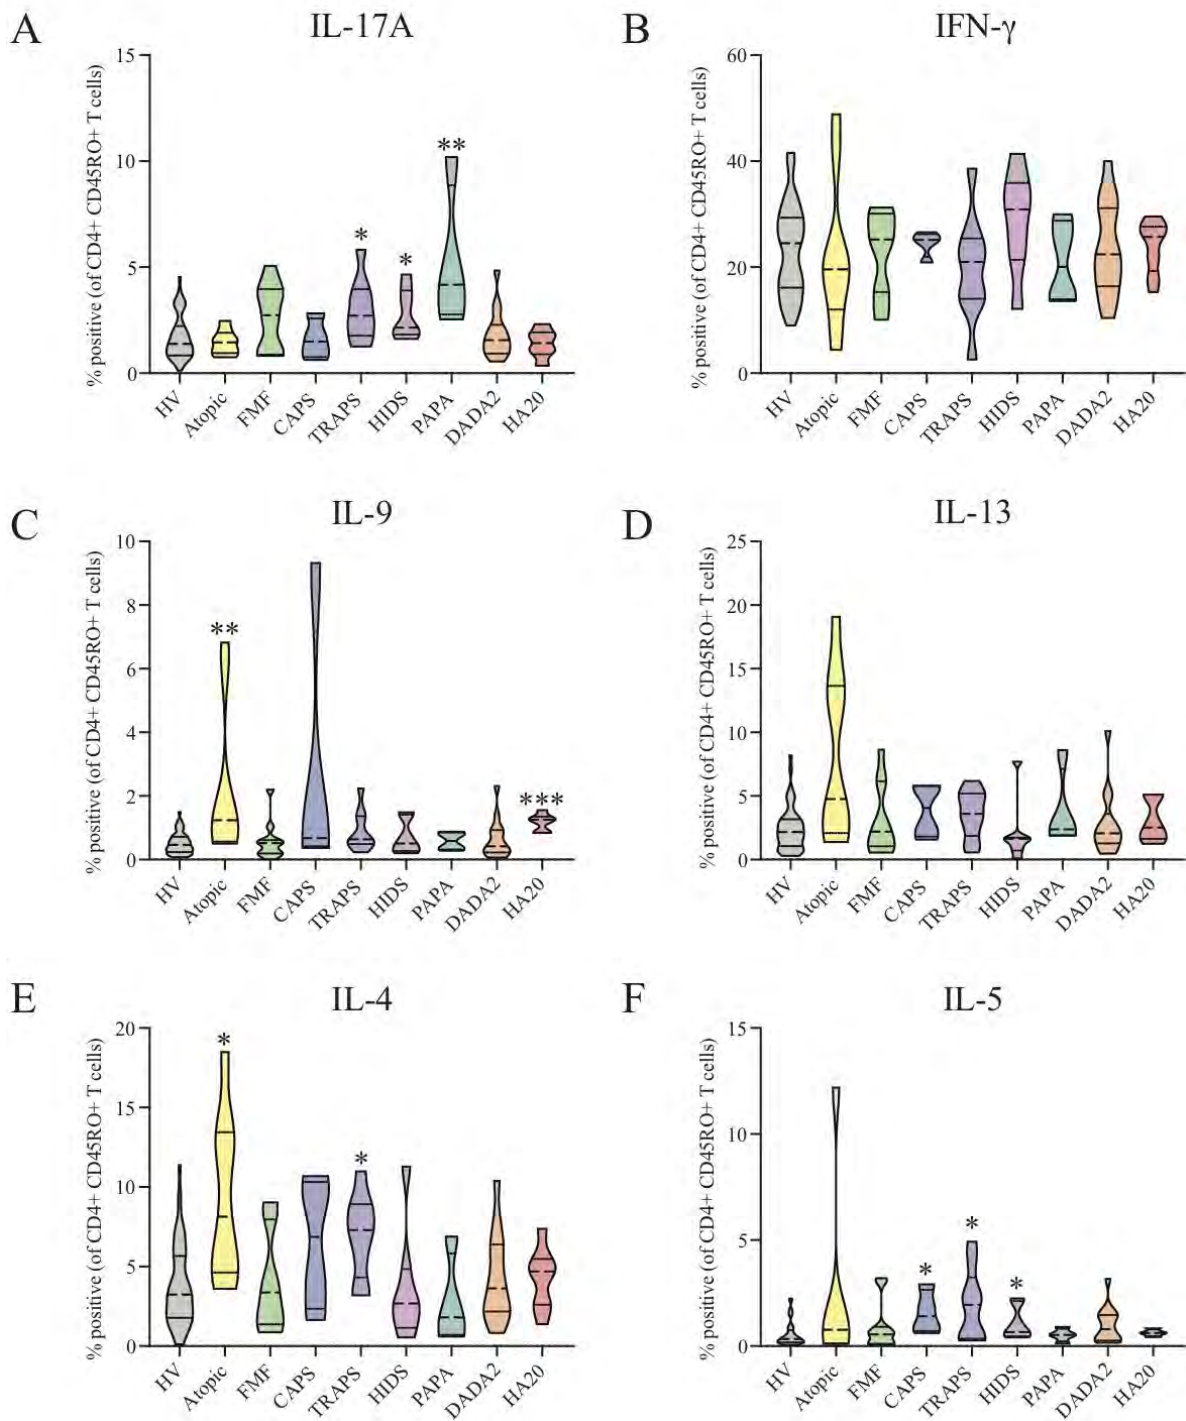 A
IL-17A
% positive (of CD4+ CD45RO+ T cells)
15
10
5
0
*
*
**
HV
Atopic
FMF
CAPS
TRAPS
HIDS
PAPA
DADA2
HA20
B
IFN-γ
% positive (of CD4+ CD45RO+ T cells)
60
40
20
0
HV
Atopic
FMF
CAPS
TRAPS
HIDS
PAPA
DADA2
HA20
C
IL-9
% positive (of CD4+ CD45RO+ T cells)
10
8
6
4
2
0
**
***
HV
Atopic
FMF
CAPS
TRAPS
HIDS
PAPA
DADA2
HA20
D
IL-13
% positive (of CD4+ CD45RO+ T cells)
25
20
15
10
5
0
HV
Atopic
FMF
CAPS
TRAPS
HIDS
PAPA
DADA2
HA20
E
IL-4
% positive (of CD4+ CD45RO+ T cells)
20
15
10
5
0
*
*
HV
Atopic
FMF
CAPS
TRAPS
HIDS
PAPA
DADA2
HA20
F
IL-5
% positive (of CD4+ CD45RO+ T cells)
15
10
5
0
*
*
*
HV
Atopic
FMF
CAPS
TRAPS
HIDS
PAPA
DADA2
HA20